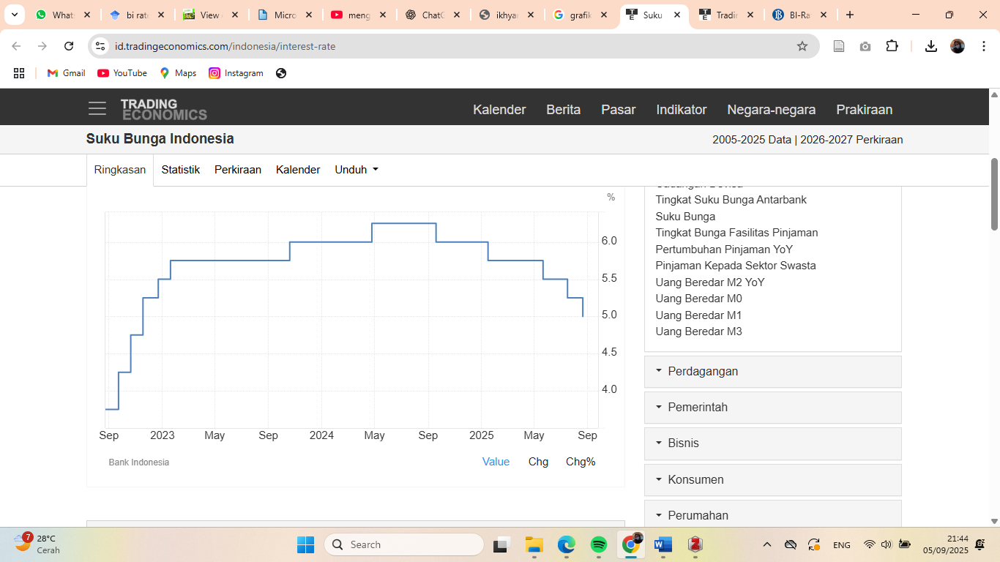 Whats
bi rate
View
Micro
meng
ChatG
ikhyar
grafik
Suku
Tradin
BI-Ra
id.tradingeconomics.com/indonesia/interest-rate
Gmail YouTube Maps Instagram
TRADING
ECONOMICS
Kalender Berita Pasar Indikator Negara-negara Prakiraan
Suku Bunga Indonesia
2005-2025 Data | 2026-2027 Perkiraan
Ringkasan Statistik Perkiraan Kalender Unduh
%
6.0
5.5
5.0
4.5
4.0
Sep 2023 May Sep 2024 May Sep 2025 May Sep
Bank Indonesia
Value Chg Chg%
Tingkat Suku Bunga Antarbank
Suku Bunga
Tingkat Bunga Fasilitas Pinjaman
Pertumbuhan Pinjaman YoY
Pinjaman Kepada Sektor Swasta
Uang Beredar M2 YoY
Uang Beredar M0
Uang Beredar M1
Uang Beredar M3
Perdagangan
Pemerintah
Bisnis
Konsumen
Perumahan
7
28°C
Cerah
Search
ENG
21:44
05/09/2025